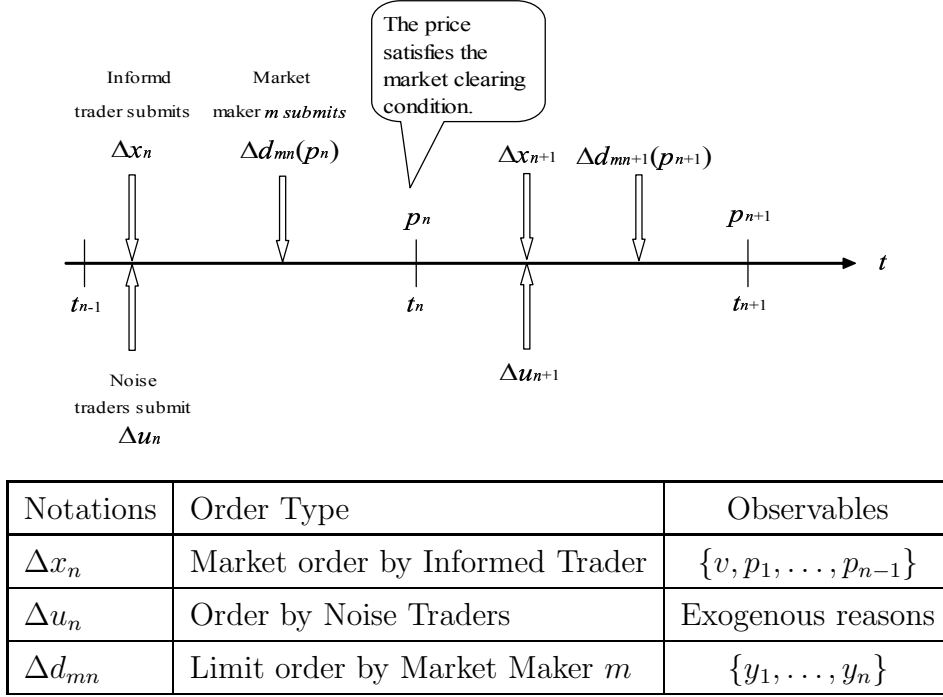 The price
satisfies the
market clearing
condition.
Informd
trader submits
Δxn
Market
maker m submits
Δdmn(pn)
pn
Δxn+1
Δdmn+1(pn+1)
pn+1
t
tn-1
tn
tn+1
Noise
traders submit
Δun
Δun+1
Notations Order Type Observables
Δxn Market order by Informed Trader {v, p1, . . . , pn−1}
Δun Order by Noise Traders Exogenous reasons
Δdmn Limit order by Market Maker m {y1, . . . , yn}